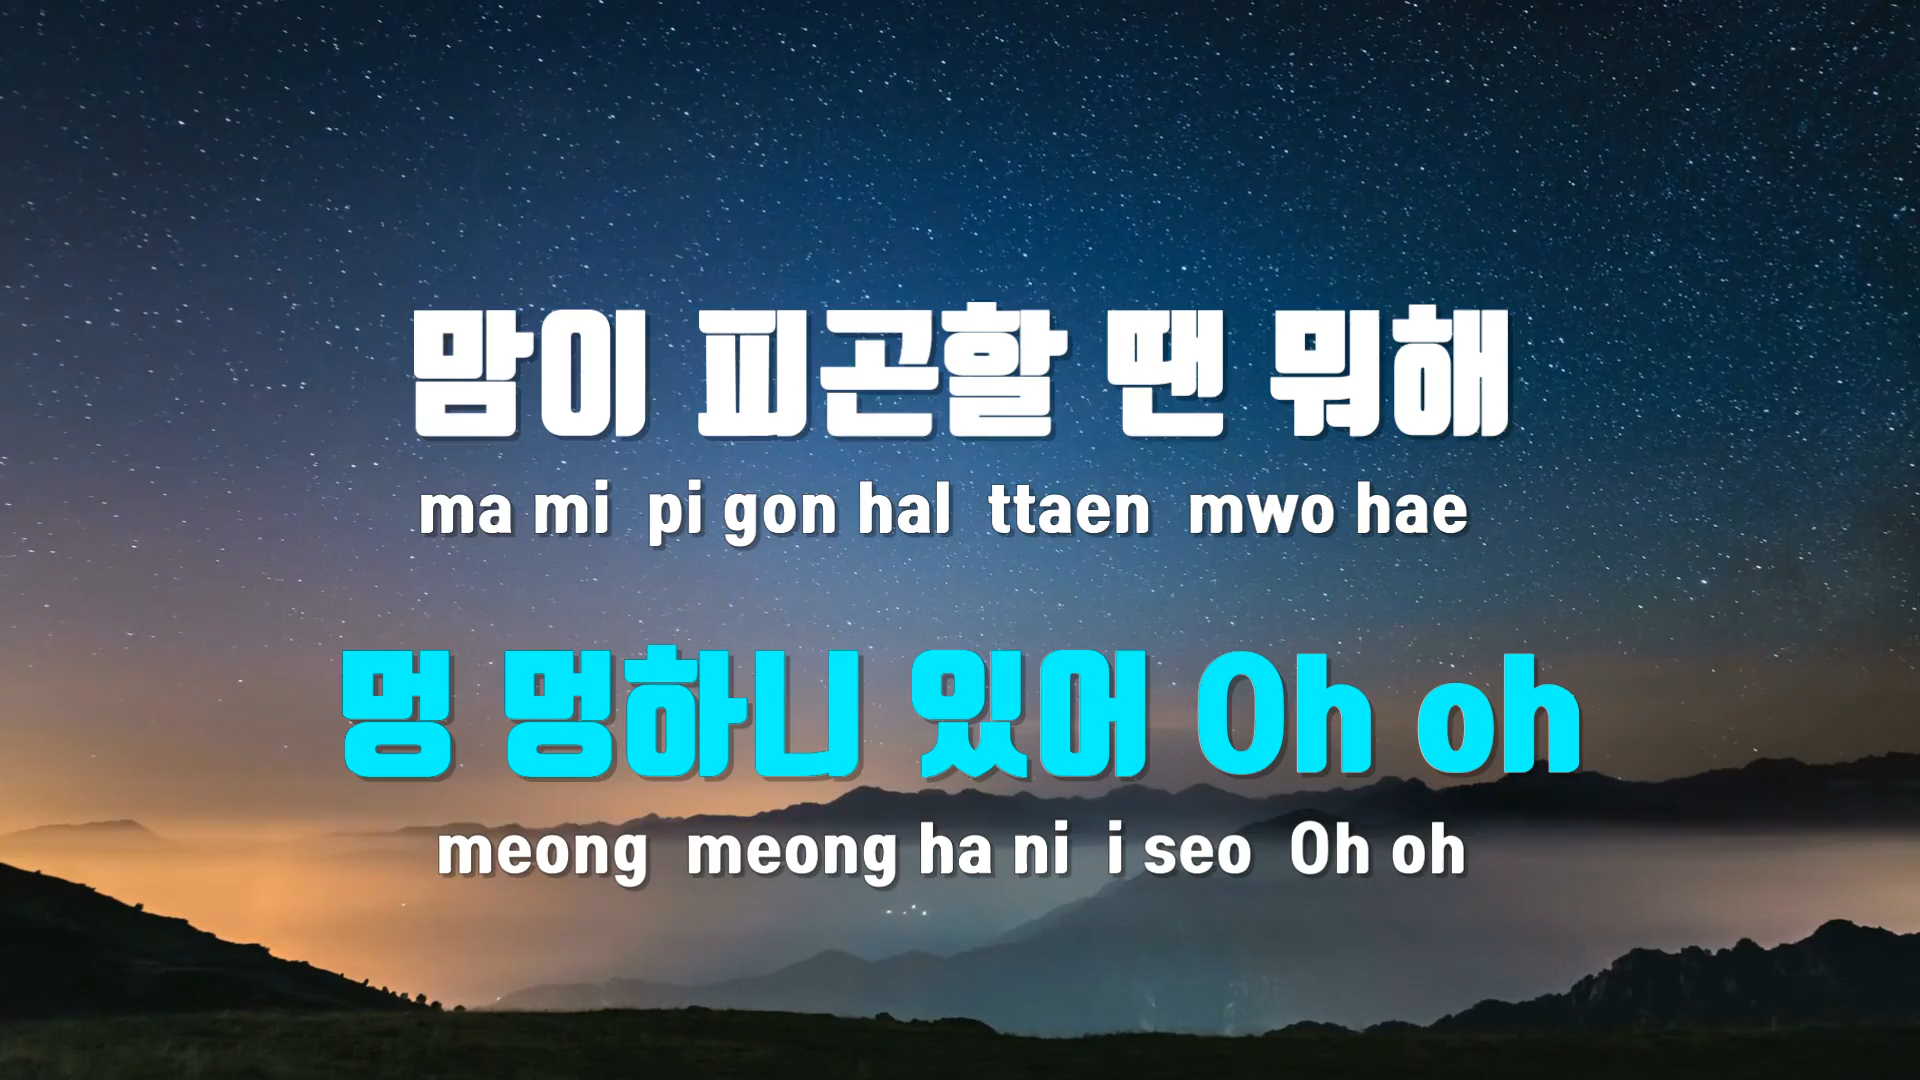 맘이 피곤할 땐 뭐해
ma mi pi gon hal ttaen mwo hae
멍 멍하니 있어 Oh oh
meong meong ha ni i seo Oh oh